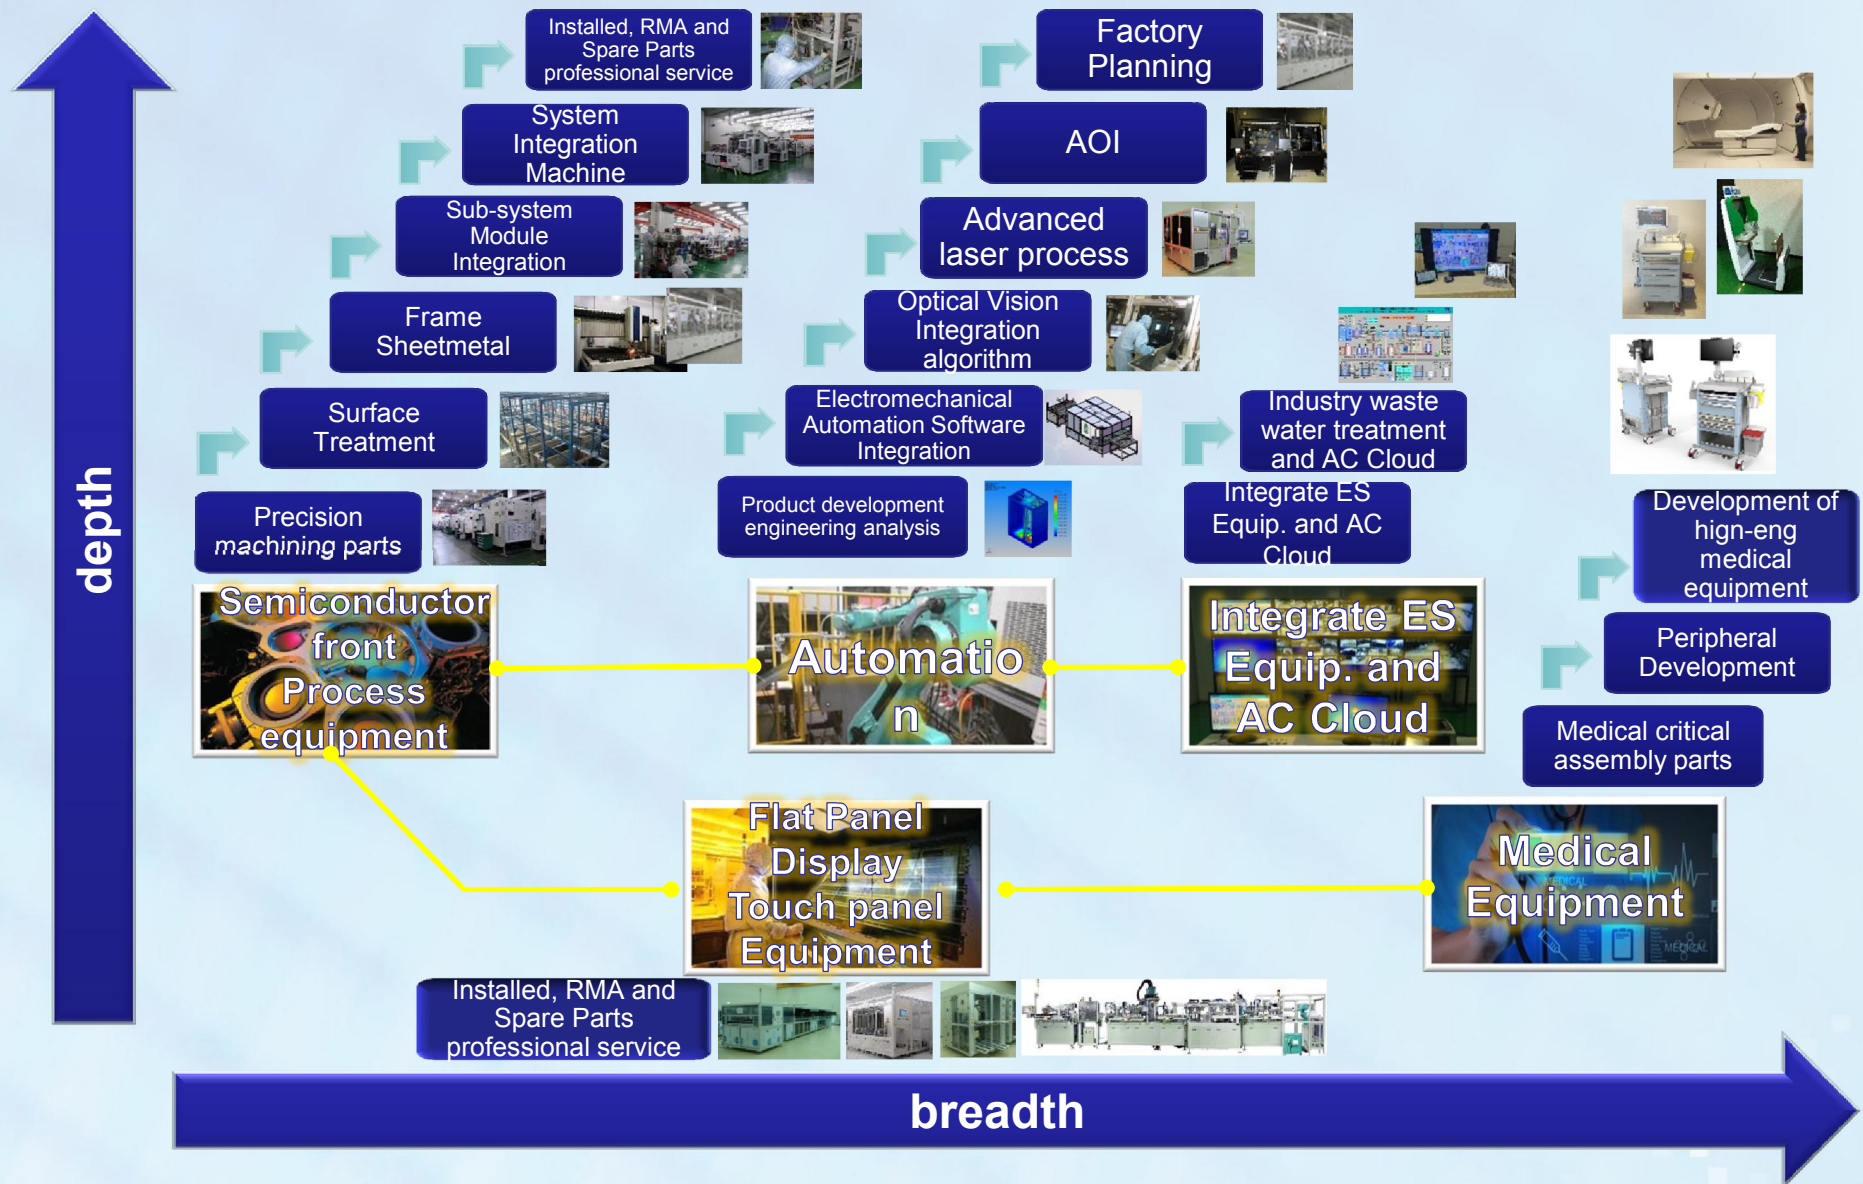 Installed, RMA and
Spare Parts
professional service
System
Integration
Machine
Sub-system
Module
Integration
Frame
Sheetmetal
Surface
Treatment
Precision
machining parts
Factory
Planning
AOI
Advanced
laser process
Optical Vision
Integration
algorithm
Electromechanical
Automation Software
Integration
Product development
engineering analysis
Industry waste
water treatment
and AC Cloud
Integrate ES
Equip. and AC
Cloud
Development of
hign-eng
medical
equipment
Peripheral
Development
Medical critical
assembly parts
depth
Semiconductor
front
Process
equipment
Automatio
n
Integrate ES
Equip. and
AC Cloud
Flat Panel
Display
Touch panel
Equipment
Medical
Equipment
MEDICAL
MEDICAL
Installed, RMA and
Spare Parts
professional service
breadth